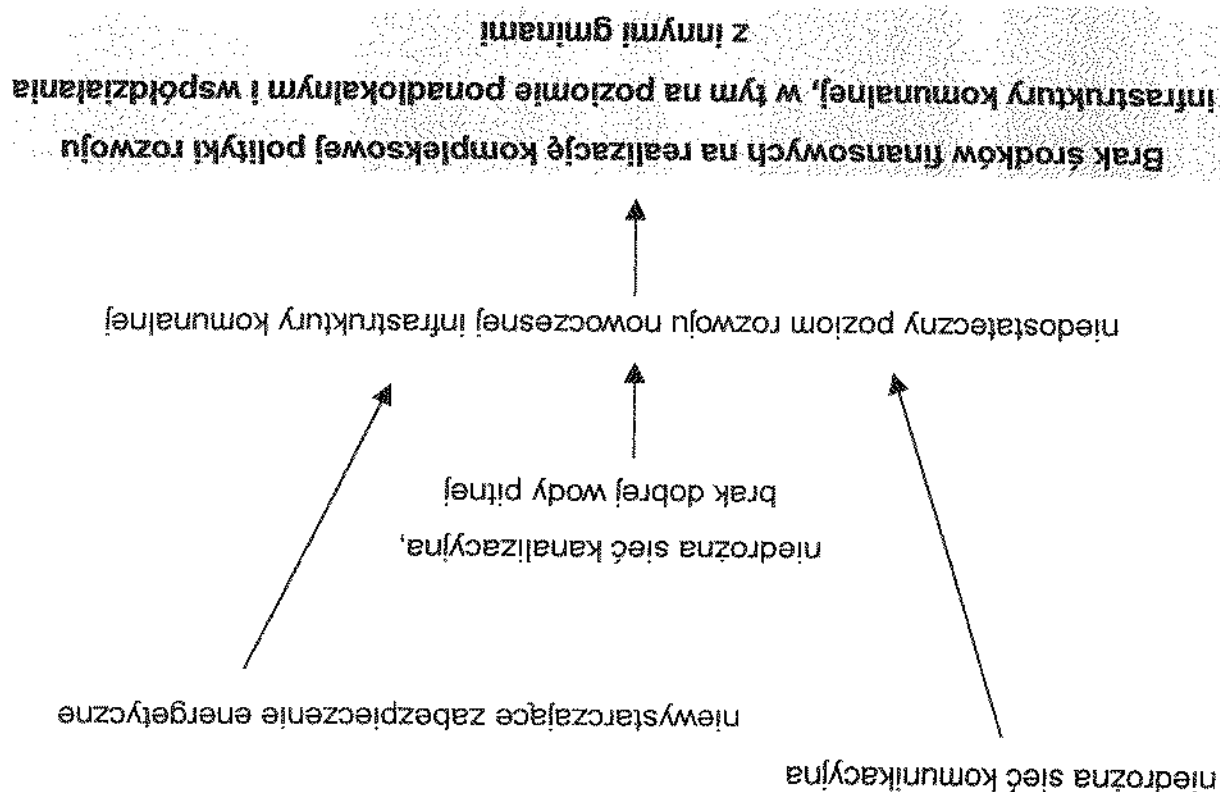 niedrożna sieć komunikacyjna
niewystarczające zabezpieczenie energetyczne
niedrożna sieć kanalizacyjna,
brak dobrej wody pitnej
niedostateczny poziom rozwoju nowoczesnej infrastruktury komunalnej
Brak środków finansowych na realizację kompleksowej polityki rozwoju
infrastruktury komunalnej, w tym na poziomie ponadlokalnym i współdziałania
z innymi gminami